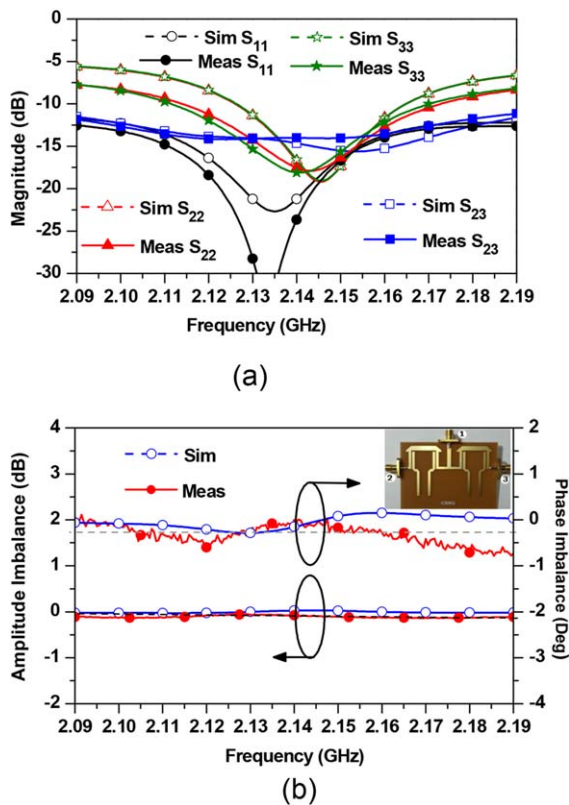 0
-5
-10
-15
-20
-25
-30
Magnitude (dB)
Sim S11
Meas S11
Sim S33
Meas S33
Sim S22
Meas S22
Sim S23
Meas S23
2.09 2.10 2.11 2.12 2.13 2.14 2.15 2.16 2.17 2.18 2.19
Frequency (GHz)
(a)
4
3
2
1
0
-1
-2
Amplitude Imbalance (dB)
Sim
Meas
1
2
3
2
1
0
-1
-2
-3
-4
Phase Imbalance (Deg)
2.09 2.10 2.11 2.12 2.13 2.14 2.15 2.16 2.17 2.18 2.19
Frequency (GHz)
(b)